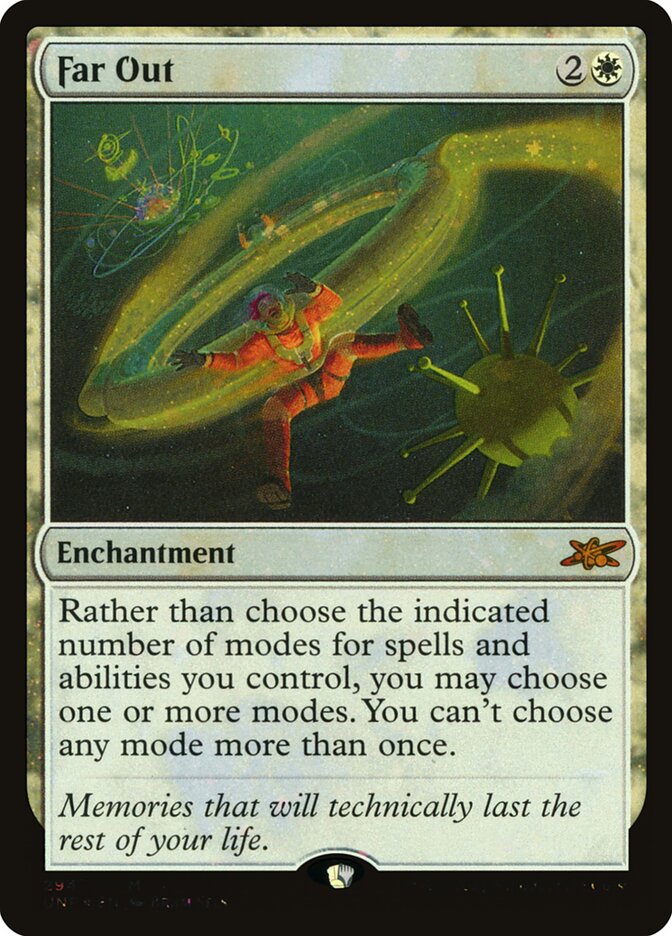 Far Out
2
Enchantment
Rather than choose the indicated
number of modes for spells and
abilities you control, you may choose
one or more modes. You can't choose
any mode more than once.
Memories that will technically last the
rest of your life.